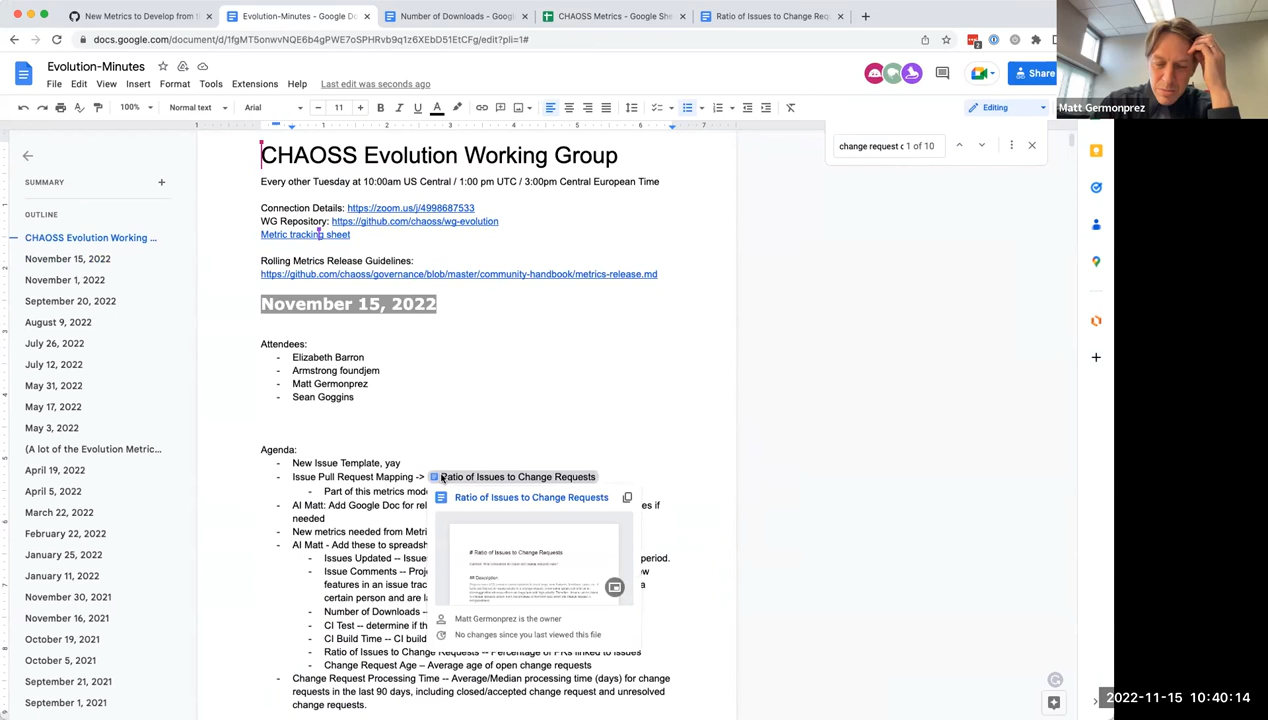 New Metrics to Develop from t
Evolution-Minutes - Google Do
Number of Downloads - Googl
CHAOSS Metrics - Google She
Ratio of Issues to Change Requ
docs.google.com/document/d/1fgMT5onwvNQE6b4gPWE7oSPHRvb9q1z6XEbD51EtCFg/edit?pli=1#
Evolution-Minutes
File Edit View Insert Format Tools Extensions Help Last edit was seconds ago
Share
Matt Germonprez
100% Normal text Arial 11 Editing
change request c 1 of 10
SUMMARY
OUTLINE
CHAOSS Evolution Working ...
November 15, 2022
November 1, 2022
September 20, 2022
August 9, 2022
July 26, 2022
July 12, 2022
May 31, 2022
May 17, 2022
May 3, 2022
(A lot of the Evolution Metric...
April 19, 2022
April 5, 2022
March 22, 2022
February 22, 2022
January 25, 2022
January 11, 2022
November 30, 2021
November 16, 2021
October 19, 2021
October 5, 2021
September 21, 2021
September 1, 2021
CHAOSS Evolution Working Group
Every other Tuesday at 10:00am US Central / 1:00 pm UTC / 3:00pm Central European Time
Connection Details: https://zoom.us/j/4998687533
WG Repository: https://github.com/chaoss/wg-evolution
Metric tracking sheet
Rolling Metrics Release Guidelines:
https://github.com/chaoss/governance/blob/master/community-handbook/metrics-release.md
November 15, 2022
Attendees:
- Elizabeth Barron
- Armstrong foundjem
- Matt Germonprez
- Sean Goggins
Agenda:
- New Issue Template, yay
- Issue Pull Request Mapping -> Ratio of Issues to Change Requests
- Part of this metrics mode
- AI Matt: Add Google Doc for rel es if
needed
- New metrics needed from Metri
- AI Matt - Add these to spreadsh
- Issues Updated -- Issues period.
- Issue Comments -- Proj ew
features in an issue trac a
certain person and are la
- Number of Downloads --
- CI Test -- determine if th
- CI Build Time -- CI build
- Ratio of Issues to Change Requests -- Percentage of PRs linked to issues
- Change Request Age – Average age of open change requests
- Change Request Processing Time -- Average/Median processing time (days) for change
requests in the last 90 days, including closed/accepted change request and unresolved
change requests.
Ratio of Issues to Change Requests
# Ratio of Issues to Change Requests
## Description
Matt Germonprez is the owner
No changes since you last viewed this file
2022-11-15 10:40:14